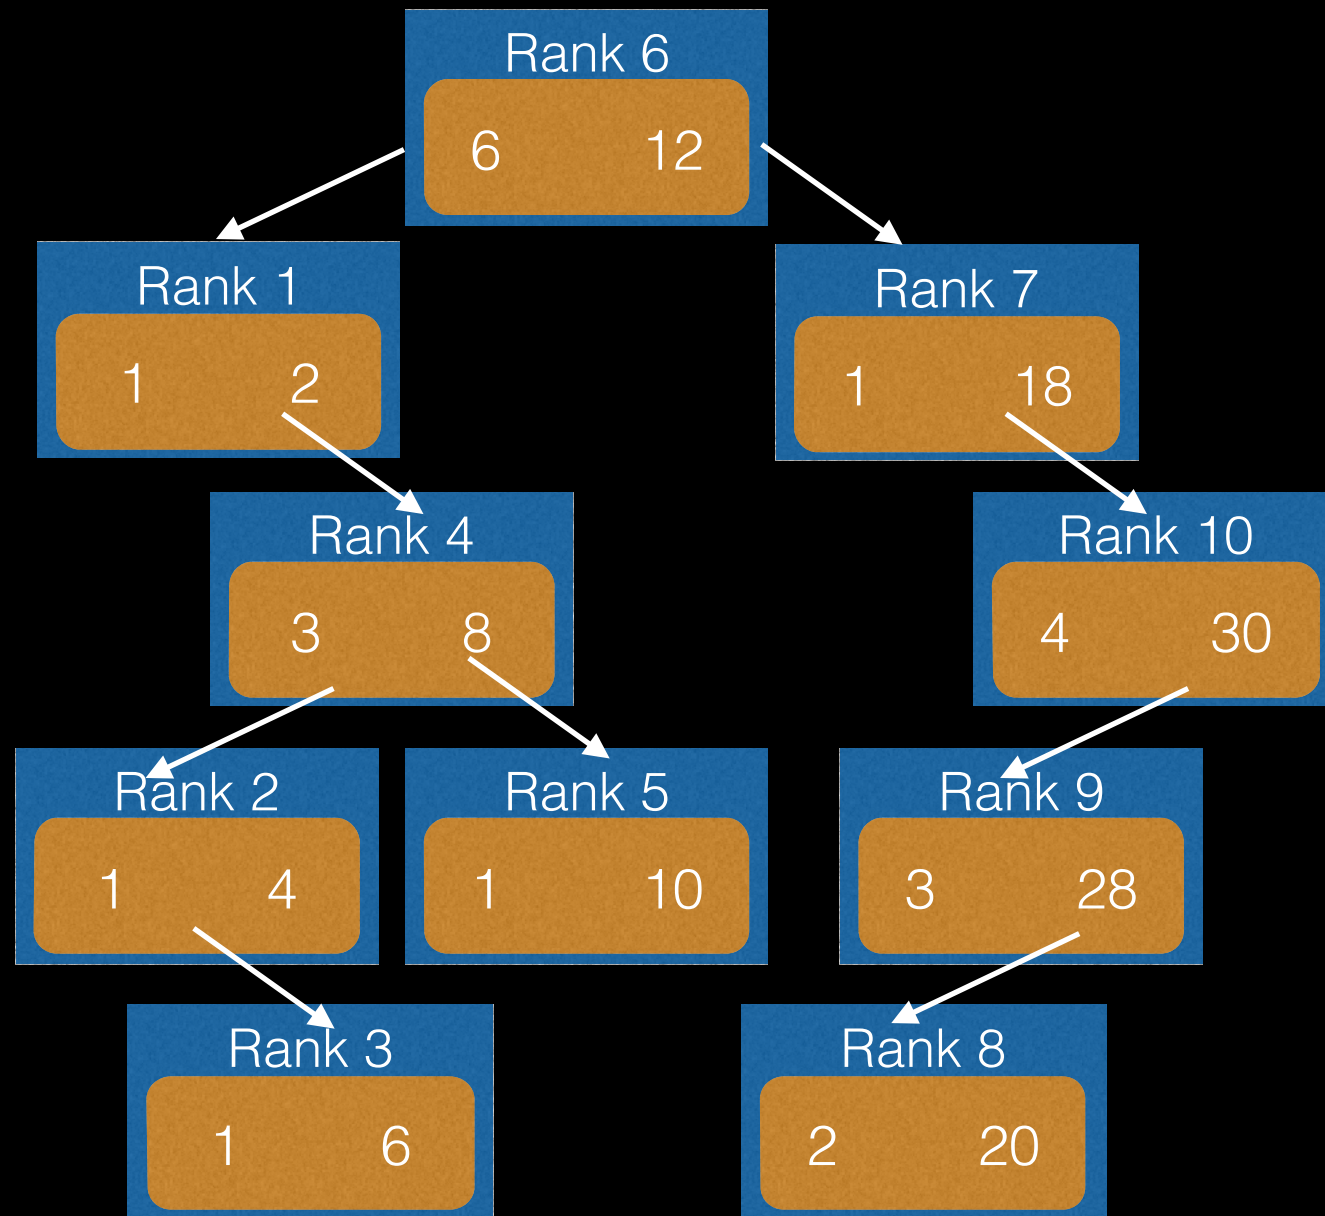 Rank 6
6 12
Rank 1
1 2
Rank 7
1 18
Rank 4
3 8
Rank 10
4 30
Rank 2
1 4
Rank 5
1 10
Rank 9
3 28
Rank 3
1 6
Rank 8
2 20